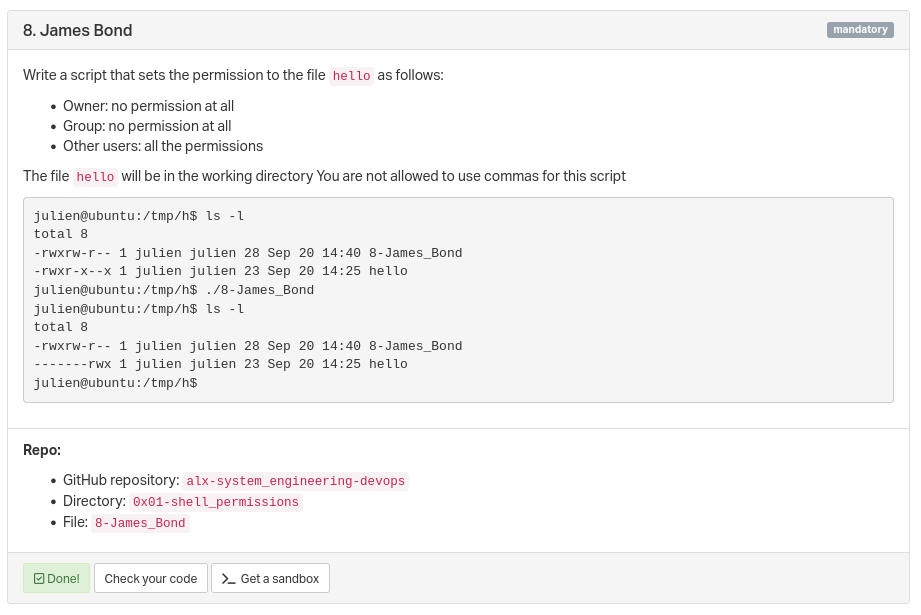 8. James Bond
mandatory
Write a script that sets the permission to the file hello as follows:
• Owner: no permission at all
• Group: no permission at all
• Other users: all the permissions
The file hello will be in the working directory You are not allowed to use commas for this script
julien@ubuntu:/tmp/h$ ls -l
total 8
-rwxrw-r-- 1 julien julien 28 Sep 20 14:40 8-James_Bond
-rwxr-x--x 1 julien julien 23 Sep 20 14:25 hello
julien@ubuntu:/tmp/h$ ./8-James_Bond
julien@ubuntu:/tmp/h$ ls -l
total 8
-rwxrw-r-- 1 julien julien 28 Sep 20 14:40 8-James_Bond
-------rwx 1 julien julien 23 Sep 20 14:25 hello
julien@ubuntu:/tmp/h$
Repo:
• GitHub repository: alx-system_engineering-devops
• Directory: 0x01-shell_permissions
• File: 8-James_Bond
Done! Check your code >_ Get a sandbox